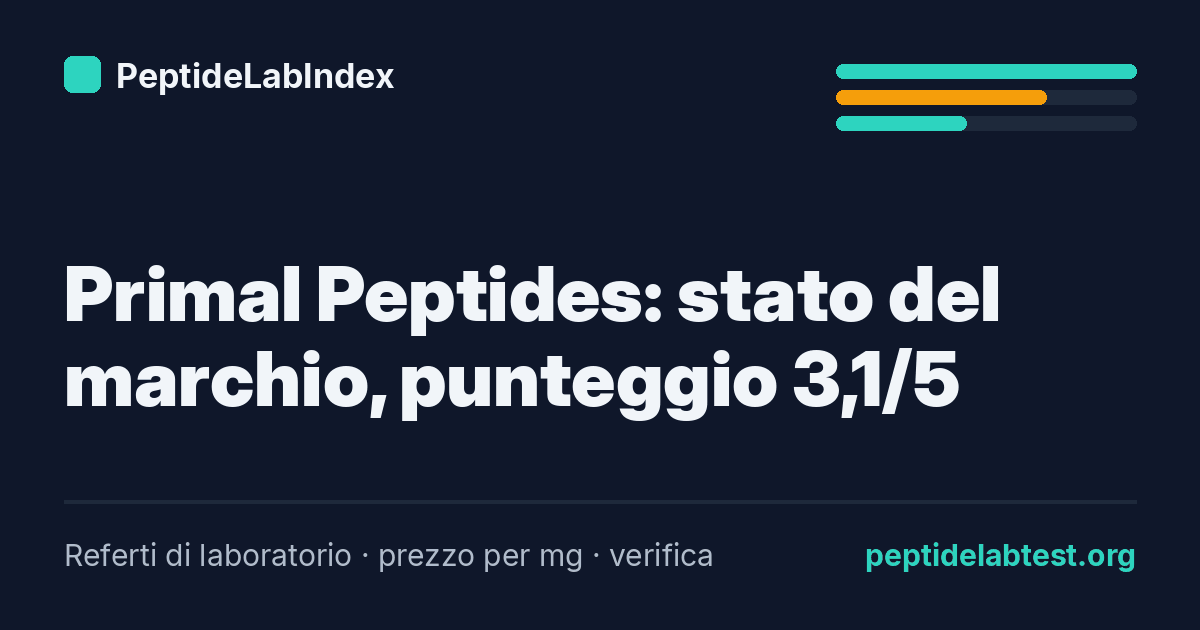 PeptideLabIndex
Primal Peptides: stato del
marchio, punteggio 3,1/5
Referti di laboratorio · prezzo per mg · verifica
peptidelabtest.org